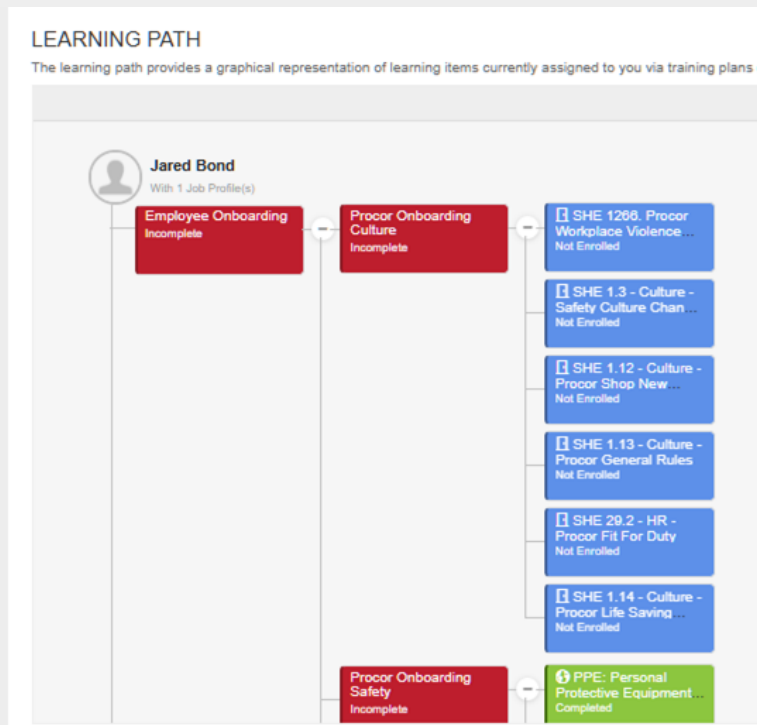 LEARNING PATH
The learning path provides a graphical representation of learning items currently assigned to you via training plans
Jared Bond
With 1 Job Profile(s)
Employee Onboarding
Incomplete
Procor Onboarding
Culture
Incomplete
SHE 1266. Procor
Workplace Violence...
Not Enrolled
SHE 1.3 - Culture -
Safety Culture Chan...
Not Enrolled
SHE 1.12 - Culture -
Procor Shop New...
Not Enrolled
SHE 1.13 - Culture -
Procor General Rules
Not Enrolled
SHE 29.2 - HR -
Procor Fit For Duty
Not Enrolled
SHE 1.14 - Culture -
Procor Life Saving...
Not Enrolled
Procor Onboarding
Safety
Incomplete
PPE: Personal
Protective Equipment...
Completed